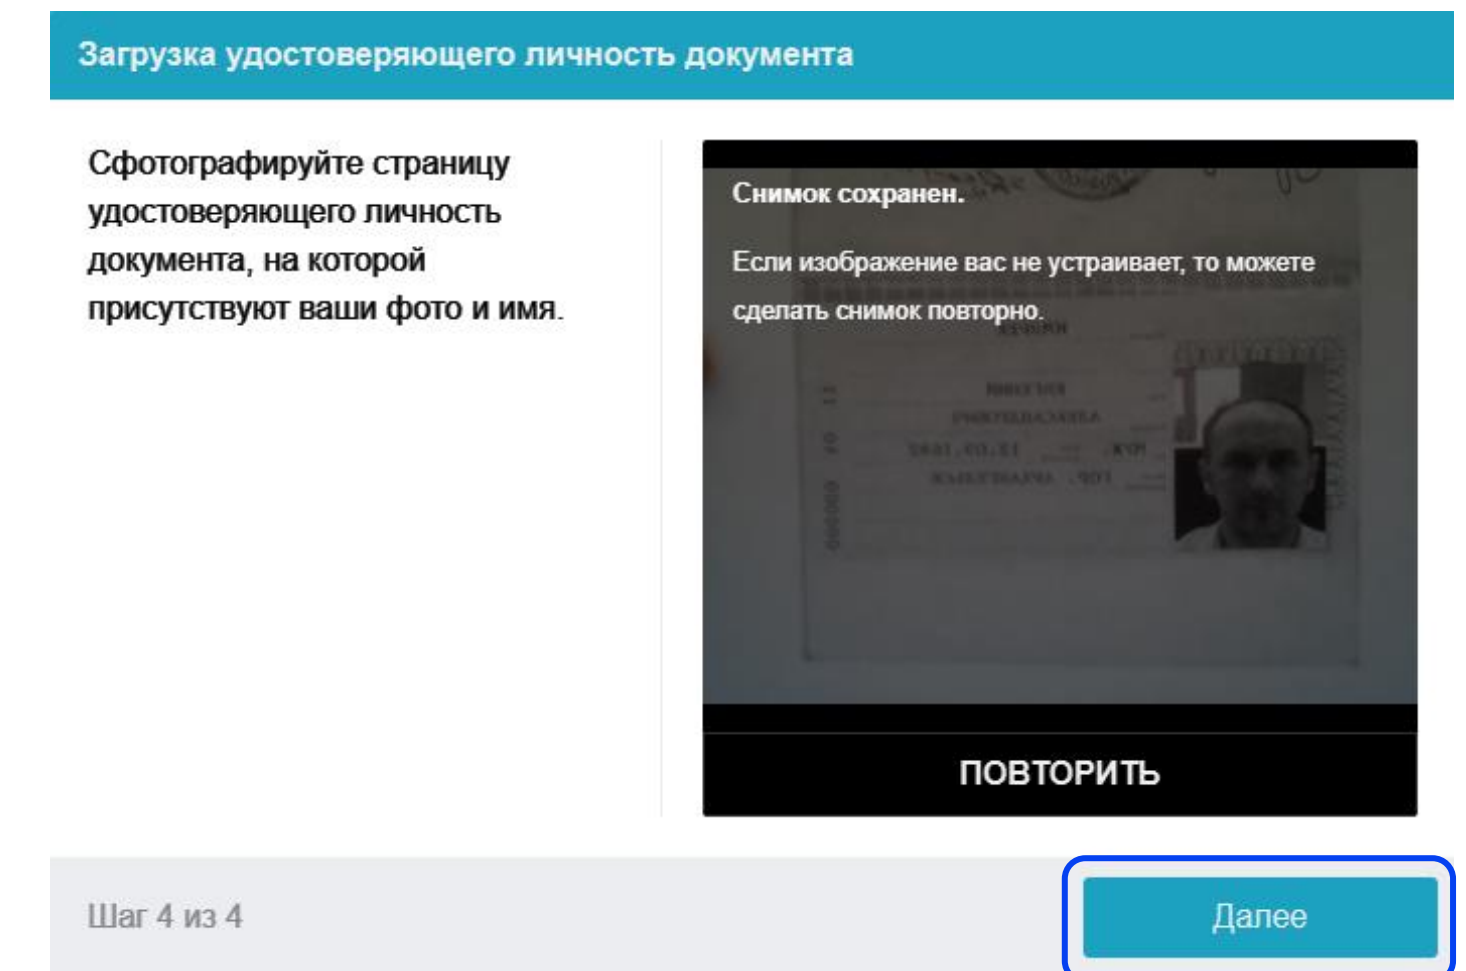 Загрузка удостоверяющего личность документа
Сфотографируйте страницу
удостоверяющего личность
документа, на которой
присутствуют ваши фото и имя.
Снимок сохранен.
Если изображение вас не устраивает, то можете
сделать снимок повторно.
ПОВТОРИТЬ
Шаг 4 из 4
Далее